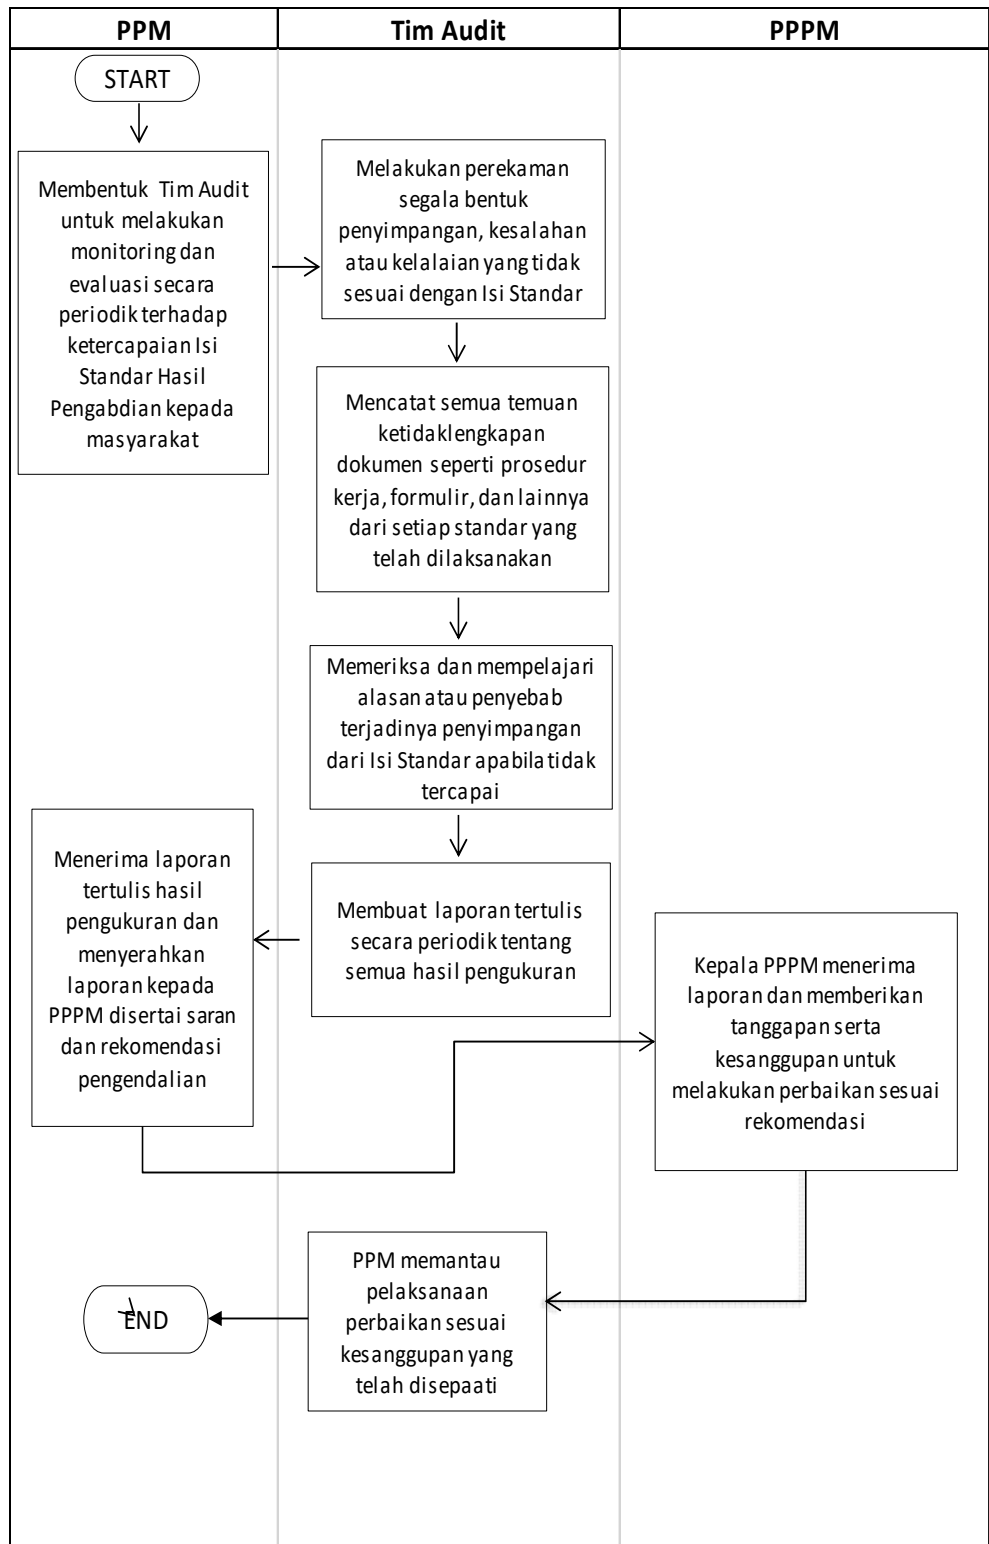 PPM
Tim Audit
PPPM
START
Membentuk Tim Audit
untuk melakukan
monitoring dan
evaluasi secara
periodik terhadap
ketercapaian Isi
Standar Hasil
Pengabdian kepada
masyarakat
Melakukan perekaman
segala bentuk
penyimpangan, kesalahan
atau kelalaian yang tidak
sesuai dengan Isi Standar
Mencatat semua temuan
ketidaklengkapan
dokumen seperti prosedur
kerja, formulir, dan lainnya
dari setiap standar yang
telah dilaksanakan
Memeriksa dan mempelajari
alasan atau penyebab
terjadinya penyimpangan
dari Isi Standar apabila tidak
tercapai
Membuat laporan tertulis
secara periodik tentang
semua hasil pengukuran
Menerima laporan
tertulis hasil
pengukuran dan
menyerahkan
laporan kepada
PPPM disertai saran
dan rekomendasi
pengendalian
Kepala PPPM menerima
laporan dan memberikan
tanggapan serta
kesanggupan untuk
melakukan perbaikan sesuai
rekomendasi
PPM memantau
pelaksanaan
perbaikan sesuai
kesanggupan yang
telah disepaati
END